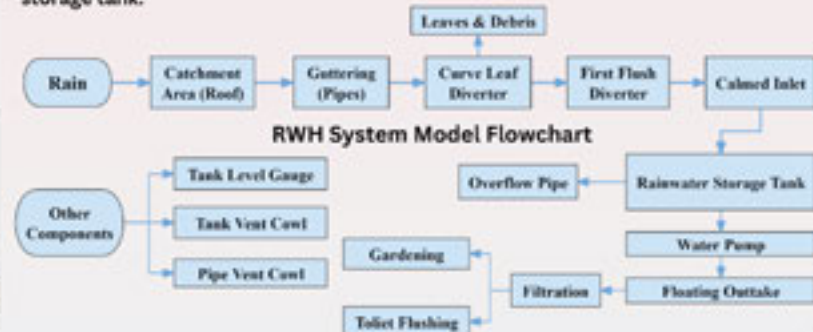 storage tank.
Leaves & Debris
Rain
Catchment
Area (Roof)
Guttering
(Pipes)
Curve Leaf
Diverter
First Flush
Diverter
Calmed Inlet
RWH System Model Flowchart
Tank Level Gauge
Overflow Pipe
Rainwater Storage Tank
Other
Components
Tank Vent Cowl
Water Pump
Gardening
Pipe Vent Cowl
Filtration
Floating Outtake
Toliet Flushing